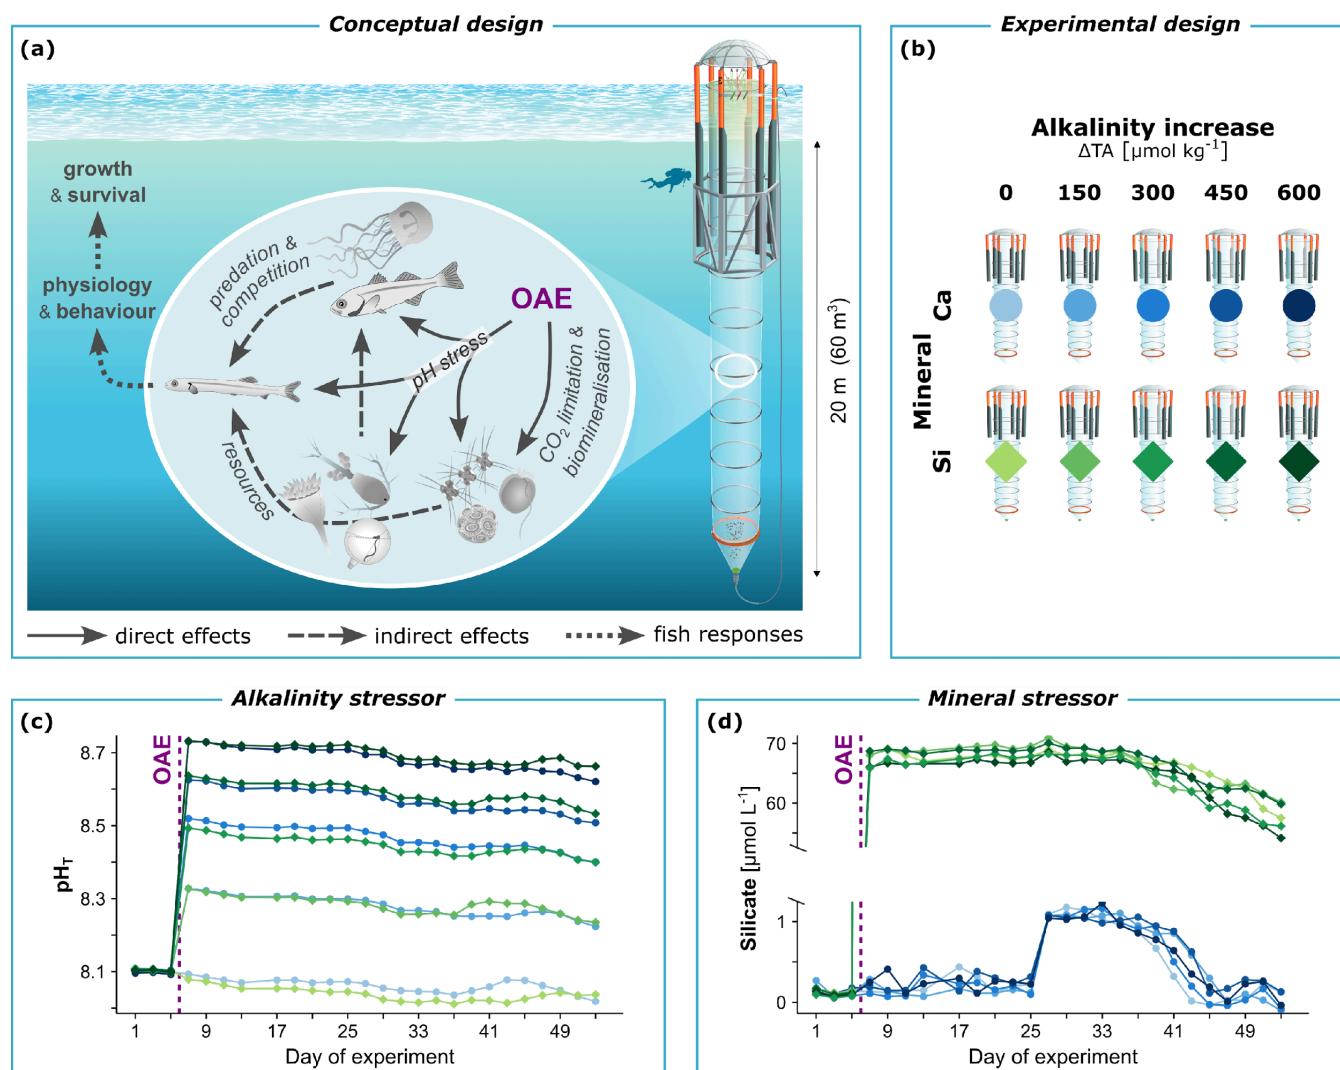 Conceptual design
(a)
growth
& survival
physiology
& behaviour
predation &
competition
OAE
pH stress
CO2 limitation &
biomineralisation
resources
20 m (60 m³)
direct effects
indirect effects
fish responses
Experimental design
(b)
Alkalinity increase
ΔTA [µmol kg⁻¹]
0 150 300 450 600
Mineral
Ca
Si
Alkalinity stressor
(c)
OAE
pHT
8.7
8.5
8.3
8.1
1 9 17 25 33 41 49
Day of experiment
Mineral stressor
(d)
OAE
Silicate [µmol L⁻¹]
70
60
1
0
1 9 17 25 33 41 49
Day of experiment